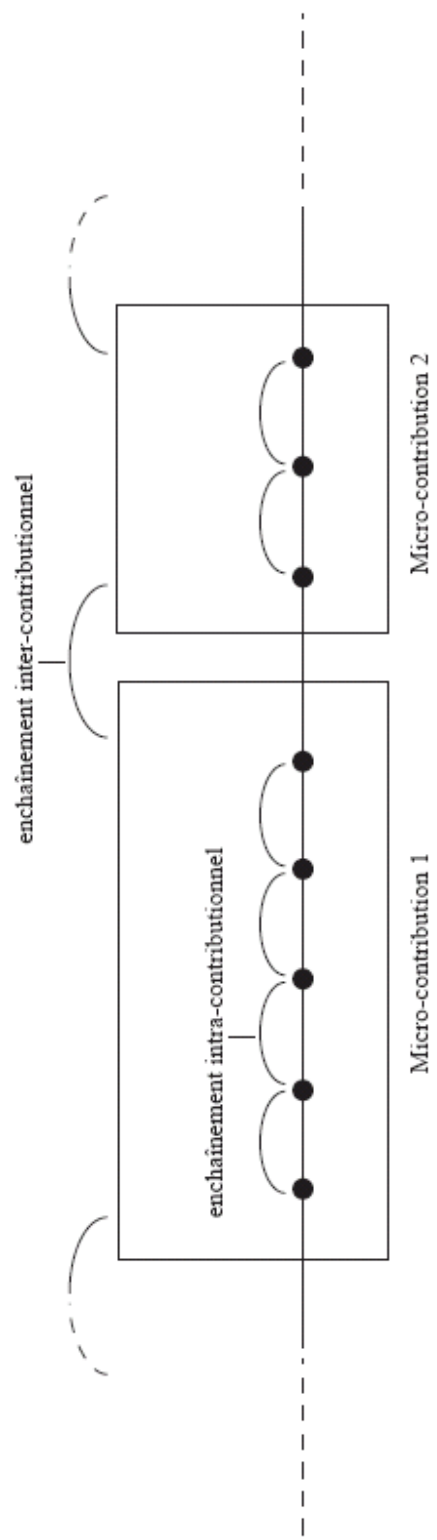 enchaînement inter-contributionnel
enchaînement intra-contributionnel
Micro-contribution 1
Micro-contribution 2